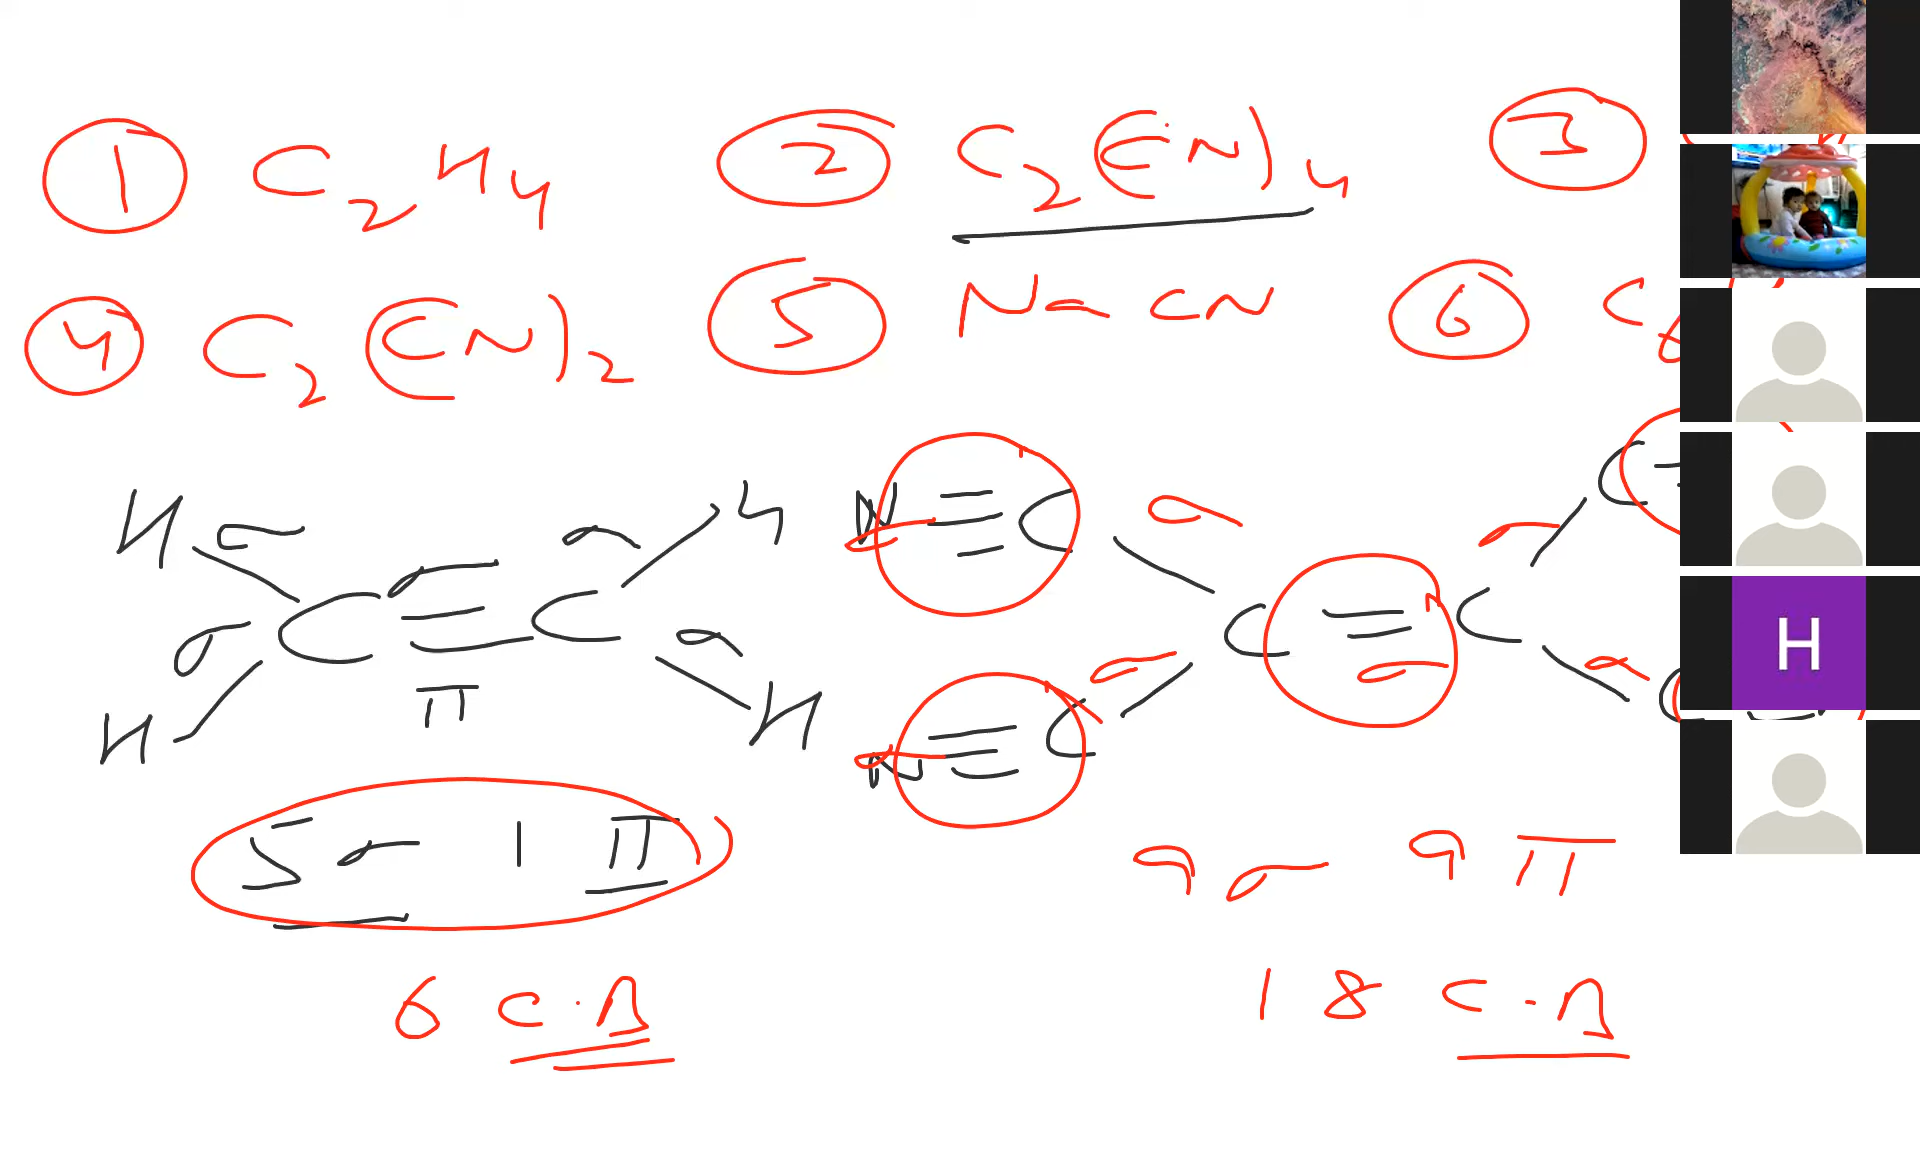 ① C2H4 ② C2(CN)4 ③
④ C2(CN)2 ⑤ NaCN ⑥ C6
H σ σ H N≡C σ σ C
σ C σ C σ σ C = C
H π H N≡C σ σ σ C
H
5σ 1π 9σ 9π
6 C.B 18 C.B